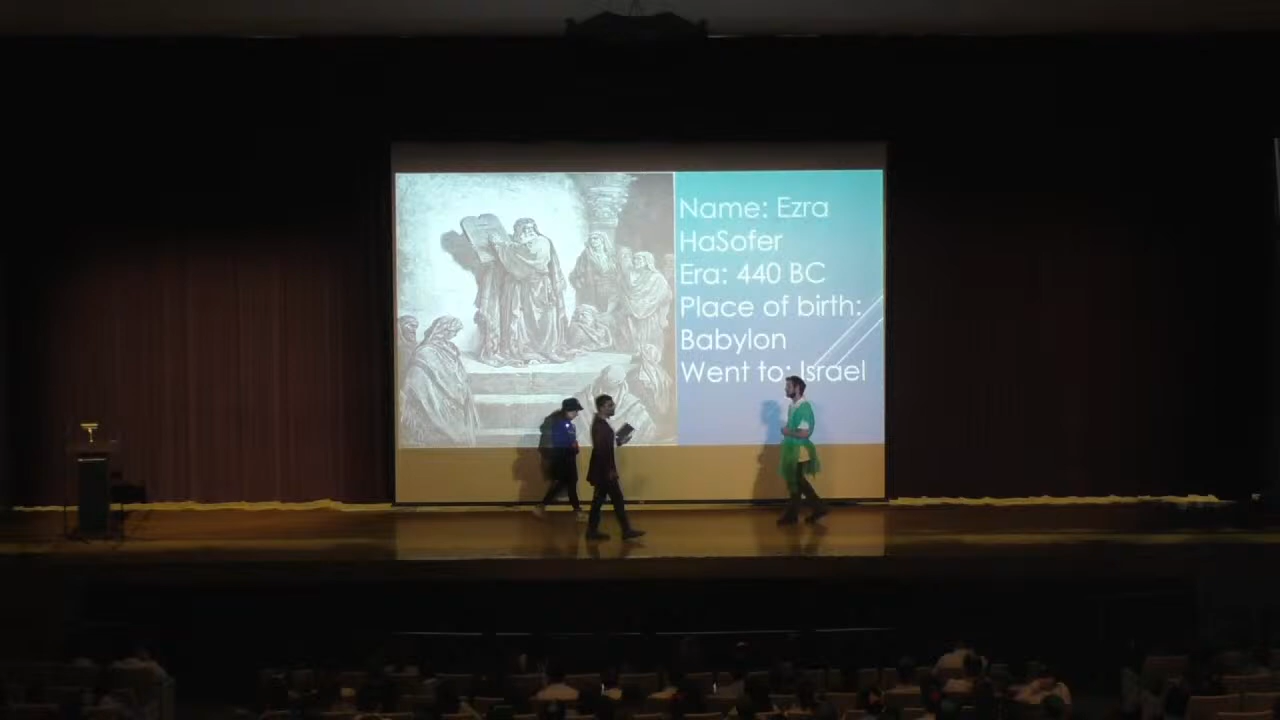 Name: Ezra
HaSofer
Era: 440 BC
Place of birth:
Babylon
Went to: Israel